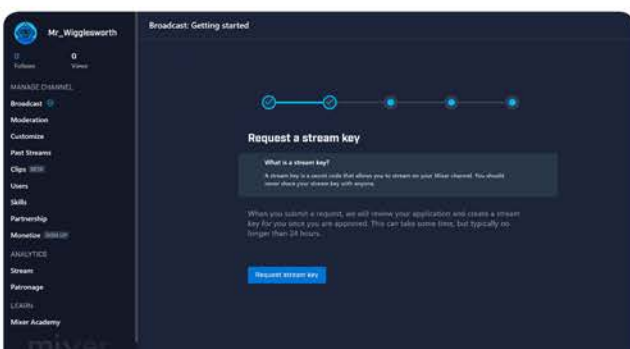 Mr_Wigglesworth
0
0
Follows
Views
MANAGE CHANNEL
Broadcast
Moderation
Customize
Past Streams
Clips BETA
Users
Skills
Partnership
Monetize
ANALYTICS
Stream
Patronage
LEARN
Mixer Academy
mixer
Broadcast: Getting started
Request a stream key
What is a stream key?
A stream key is a secret code that allows you to stream on your Mixer channel. You should
never share your stream key with anyone.
When you submit a request, we will review your application and create a stream
key for you once you are approved. This can take some time, but typically no
longer than 24 hours.
Request stream key